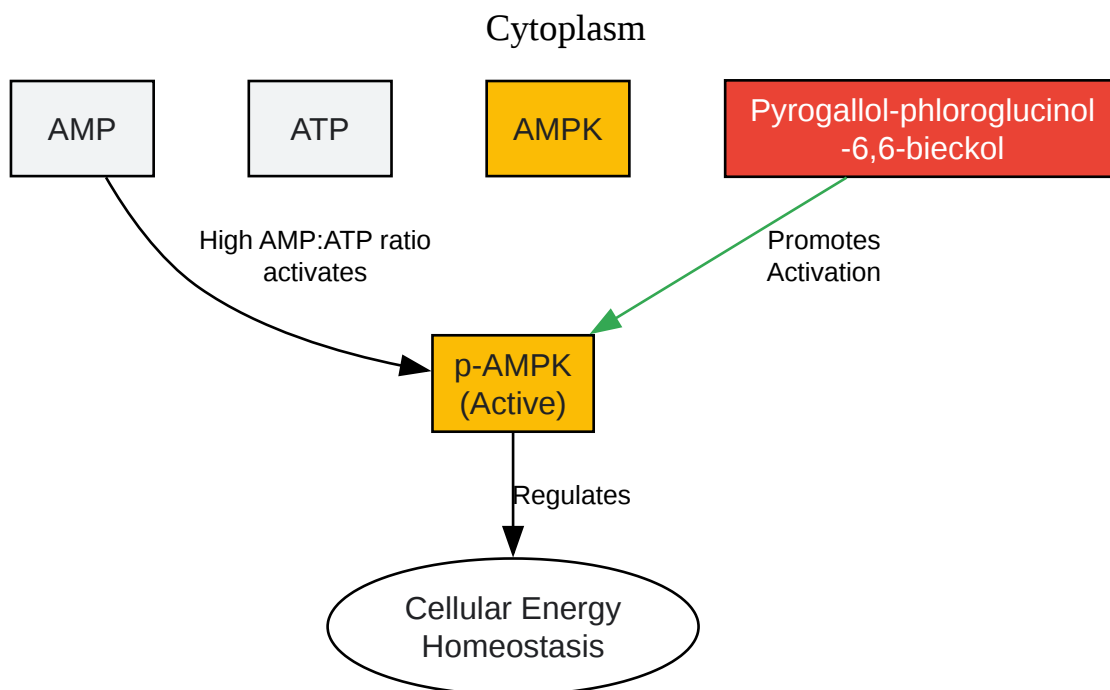 Cytoplasm
AMP
ATP
AMPK
Pyrogallol-phloroglucinol
-6,6-bieckol
High AMP:ATP ratio
activates
Promotes
Activation
p-AMPK
(Active)
Regulates
Cellular Energy
Homeostasis